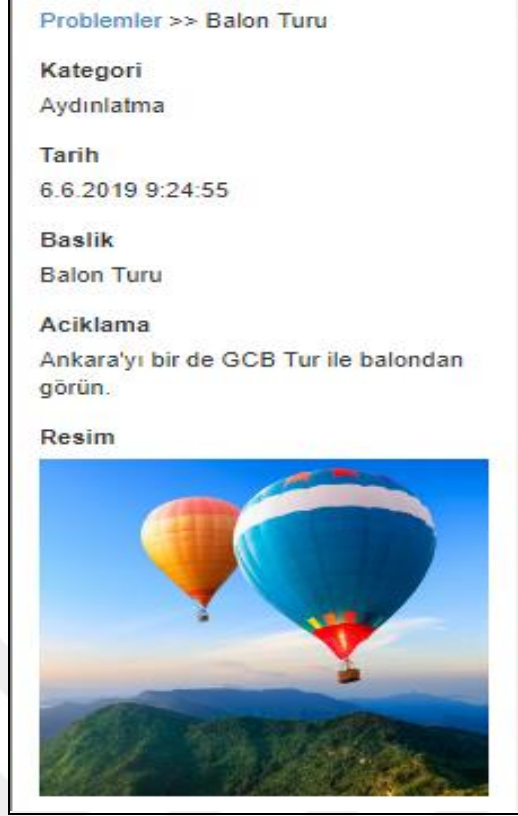 Problemler >> Balon Turu
Kategori
Aydınlatma
Tarih
6.6.2019 9:24:55
Baslik
Balon Turu
Aciklama
Ankara'yı bir de GCB Tur ile balondan
görün.
Resim